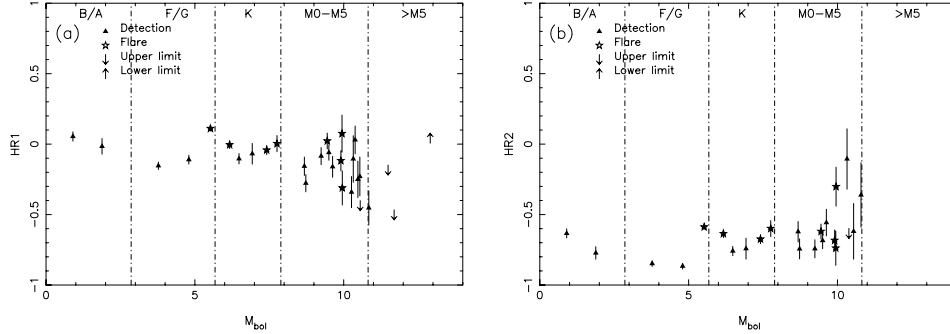 B/A F/G K M0−M5 >M5
(a)
Detection
Flare
Upper limit
Lower limit
HR1
1
0.5
0
−0.5
−1
0 5 10
Mbol
B/A F/G K M0−M5 >M5
(b)
Detection
Flare
Upper limit
Lower limit
HR2
1
0.5
0
−0.5
−1
0 5 10
Mbol